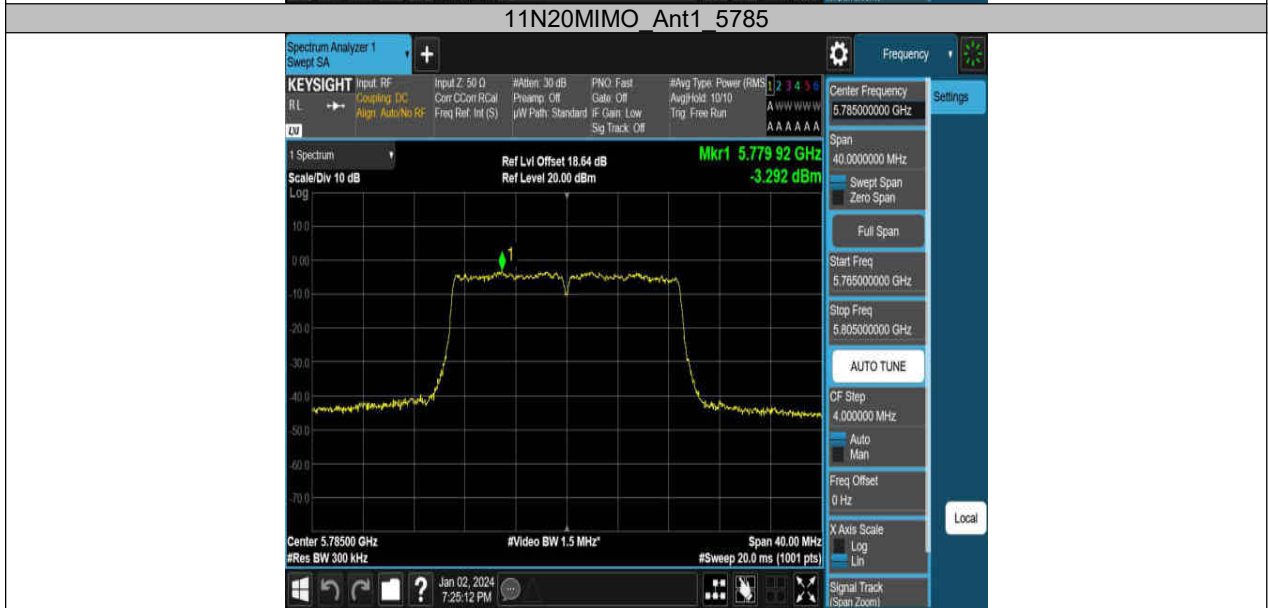 11N20MIMO_Ant1_5785
Spectrum Analyzer 1
Swept SA
+
Frequency
KEYSIGHT
RL
Input: RF
Coupling: DC
Align: Auto/No RF
Input Z: 50 Ω
Corr CCorr RCal
Freq Ref: Int (S)
#Atten: 30 dB
Preamp: Off
µW Path: Standard
PNO: Fast
Gate: Off
IF Gain: Low
Sig Track: Off
#Avg Type: Power (RMS
Avg|Hold: 10/10
Trig: Free Run
1 2 3 4 5 6
A W W W W W
A A A A A A
Center Frequency
5.785000000 GHz
Settings
1 Spectrum
Scale/Div 10 dB
Ref Lvl Offset 18.64 dB
Ref Level 20.00 dBm
Mkr1 5.779 92 GHz
-3.292 dBm
Span
40.0000000 MHz
Swept Span
Zero Span
Full Span
Start Freq
5.765000000 GHz
Stop Freq
5.805000000 GHz
AUTO TUNE
CF Step
4.000000 MHz
Auto
Man
Freq Offset
0 Hz
X Axis Scale
Log
Lin
Local
Signal Track
(Span Zoom)
Log
10.0
0.00
-10.0
-20.0
-30.0
-40.0
-50.0
-60.0
-70.0
1
Center 5.78500 GHz
#Res BW 300 kHz
#Video BW 1.5 MHz*
Span 40.00 MHz
#Sweep 20.0 ms (1001 pts)
?
Jan 02, 2024
7:25:12 PM